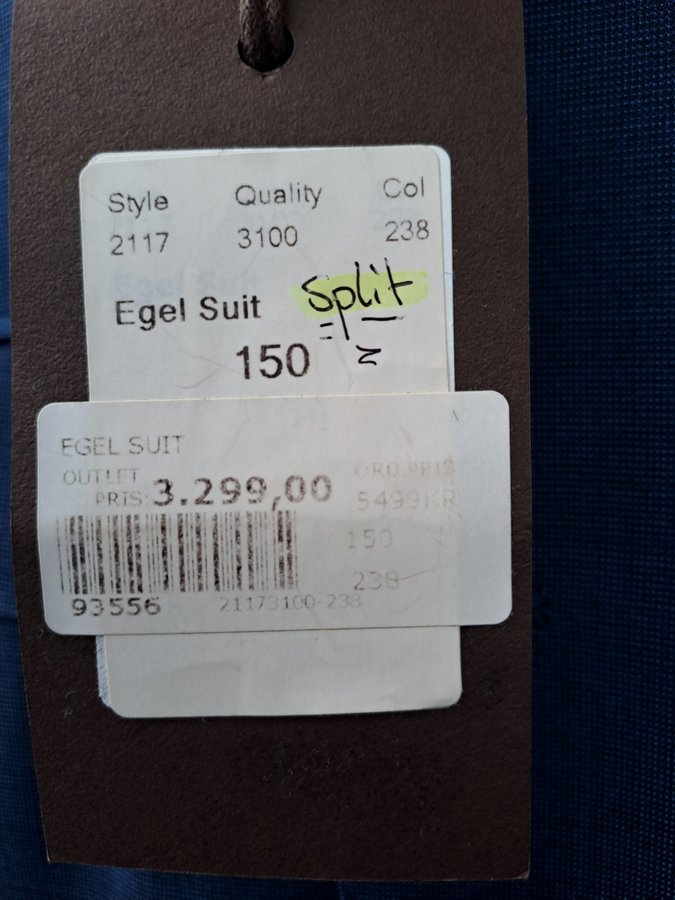 Style Quality Col
2117 3100 238
Egel Suit Split
150
EGEL SUIT
OUTLET ORD PRIS
PRIS: 3.299,00 5499KR
150
238
93556 21173100-238